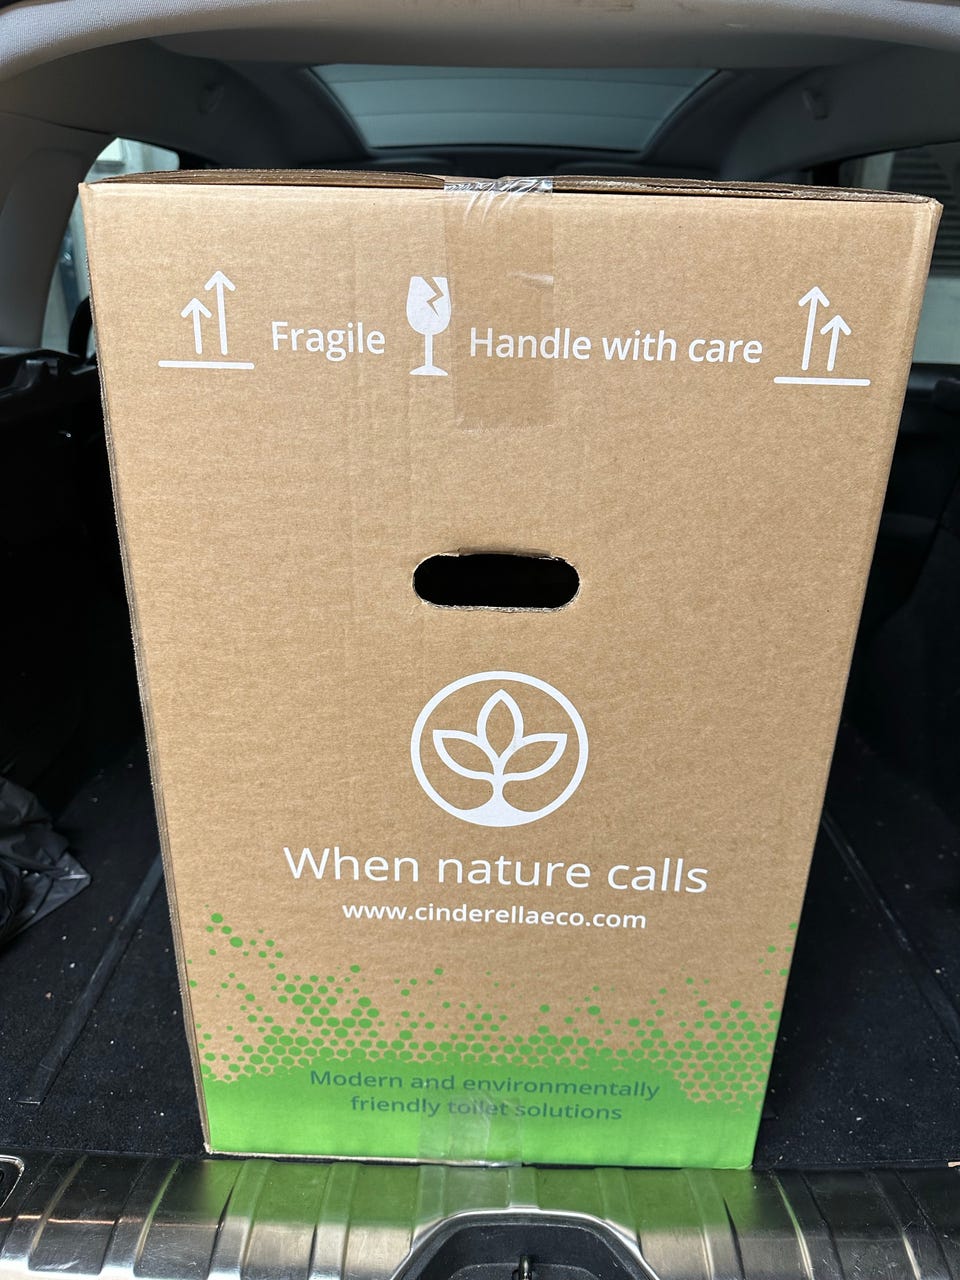 Fragile Handle with care
When nature calls
www.cinderellaeco.com
Modern and environmentally
friendly toilet solutions